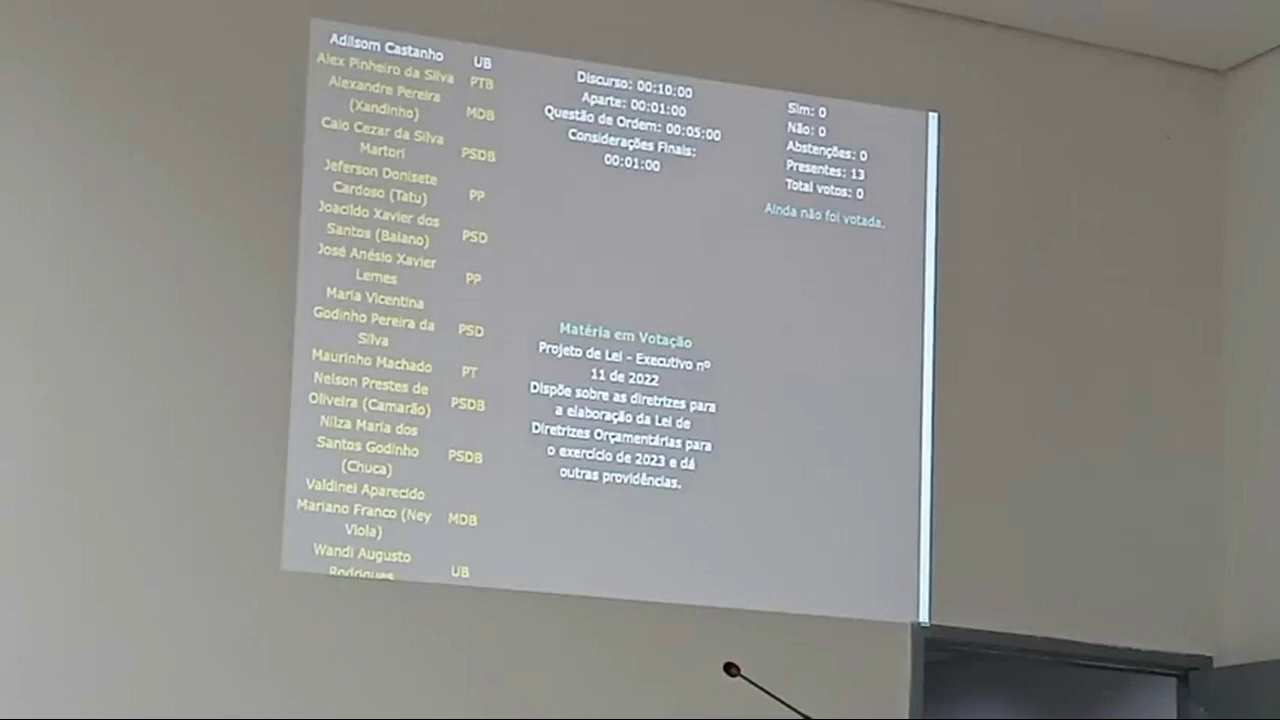 Adilsom Castanho UB
Alex Pinheiro da Silva PTB
Alexandre Pereira
(Xandinho) MDB
Caio Cezar da Silva
Martori PSDB
Jeferson Donisete
Cardoso (Tatu) PP
Joacildo Xavier dos
Santos (Baiano) PSD
José Anésio Xavier
Lemes PP
Maria Vicentina
Godinho Pereira da
Silva PSD
Maurinho Machado PT
Nelson Prestes de
Oliveira (Camarão) PSDB
Nilza Maria dos
Santos Godinho
(Chuca) PSDB
Valdinei Aparecido
Mariano Franco (Ney
Viola) MDB
Wandi Augusto
Rodrigues UB
Discurso: 00:10:00
Aparte: 00:01:00
Questão de Ordem: 00:05:00
Considerações Finais:
00:01:00
Matéria em Votação
Projeto de Lei - Executivo nº
11 de 2022
Dispõe sobre as diretrizes para
a elaboração da Lei de
Diretrizes Orçamentárias para
o exercício de 2023 e dá
outras providências.
Sim: 0
Não: 0
Abstenções: 0
Presentes: 13
Total votos: 0
Ainda não foi votada.